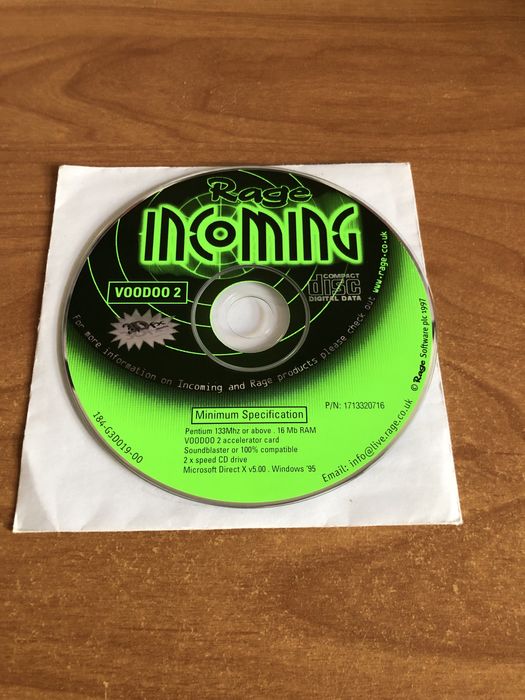 Rage
INCOMING
VOODOO 2
COMPACT
disc
DIGITAL DATA
For more information on Incoming and Rage products please check out www.rage.co.uk
© Rage Software plc 1997
Minimum Specification
P/N: 1713320716
Pentium 133Mhz or above . 16 Mb RAM
VOODOO 2 accelerator card
Soundblaster or 100% compatible
2 x speed CD drive
Microsoft Direct X v5.00 . Windows '95
184-G3D019-00
Email: info@live.rage.co.uk